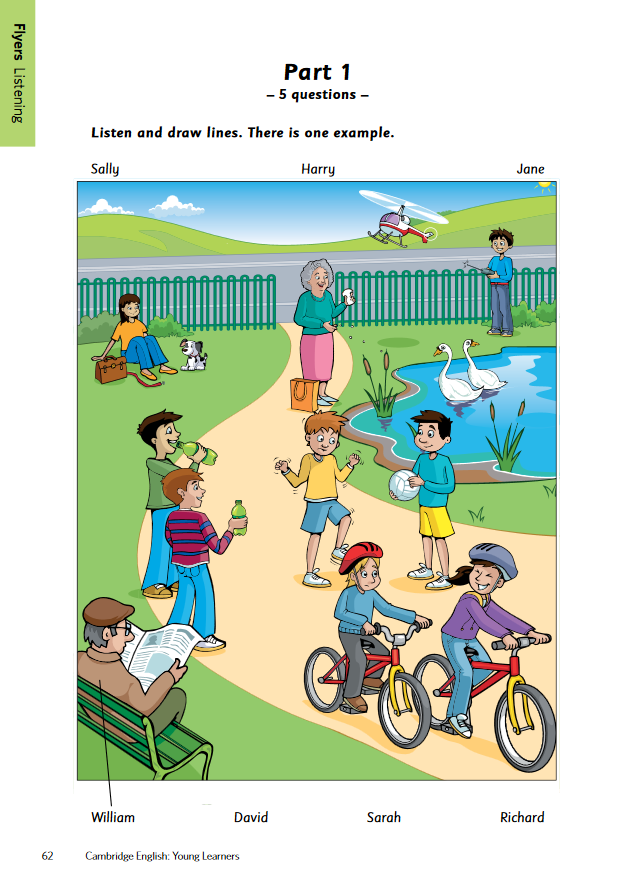 Flyers Listening
Part 1
– 5 questions –
Listen and draw lines. There is one example.
Sally Harry Jane
William David Sarah Richard
62 Cambridge English: Young Learners